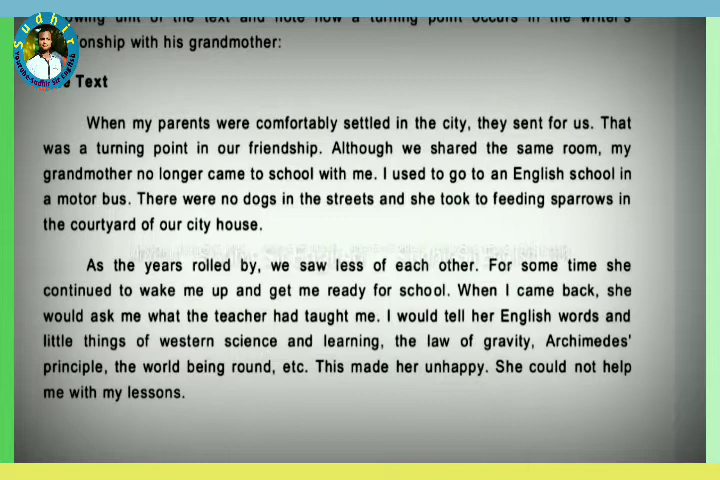 owing unit of the text and note how a turning point occurs in the writer's
onship with his grandmother:
Sudhir
Youtube-Sudhir Sir English
Text
When my parents were comfortably settled in the city, they sent for us. That
was a turning point in our friendship. Although we shared the same room, my
grandmother no longer came to school with me. I used to go to an English school in
a motor bus. There were no dogs in the streets and she took to feeding sparrows in
the courtyard of our city house.
As the years rolled by, we saw less of each other. For some time she
continued to wake me up and get me ready for school. When I came back, she
would ask me what the teacher had taught me. I would tell her English words and
little things of western science and learning, the law of gravity, Archimedes'
principle, the world being round, etc. This made her unhappy. She could not help
me with my lessons.